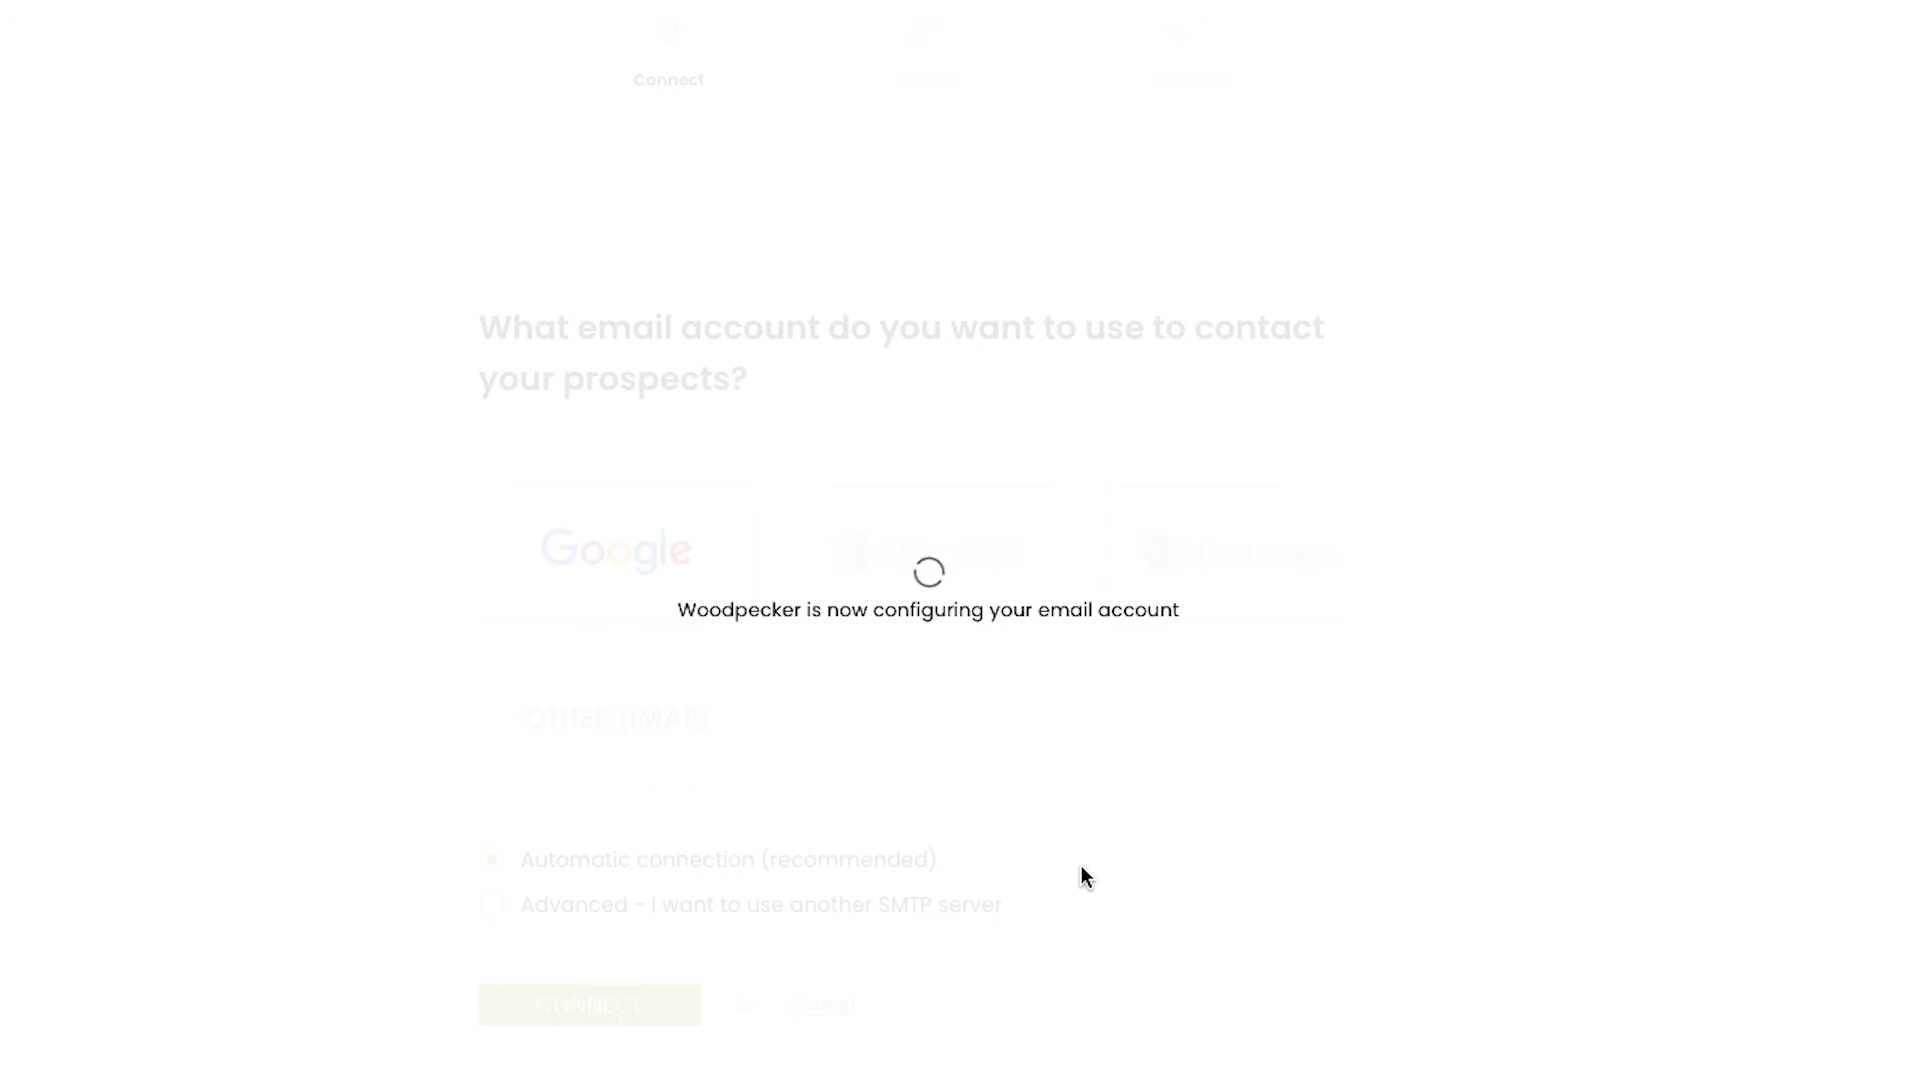 Connect
What email account do you want to use to contact
your prospects?
Google
Exchange
Woodpecker is now configuring your email account
OTHER (IMAP)
Automatic connection (recommended)
Advanced - I want to use another SMTP server
CONNECT